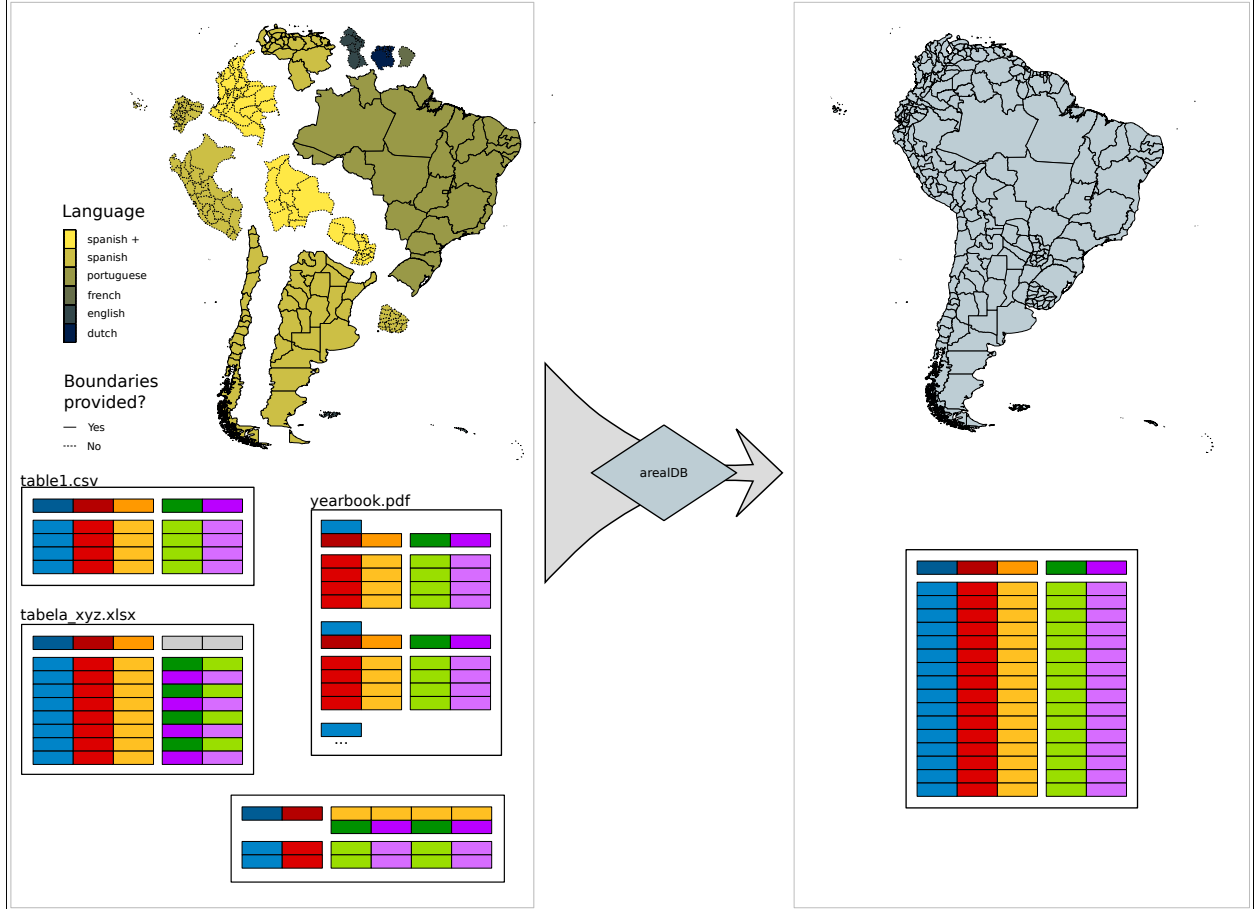 Language
spanish +
spanish
portuguese
french
english
dutch
Boundaries
provided?
Yes
No
table1.csv
yearbook.pdf
...
tabela_xyz.xlsx
arealDB